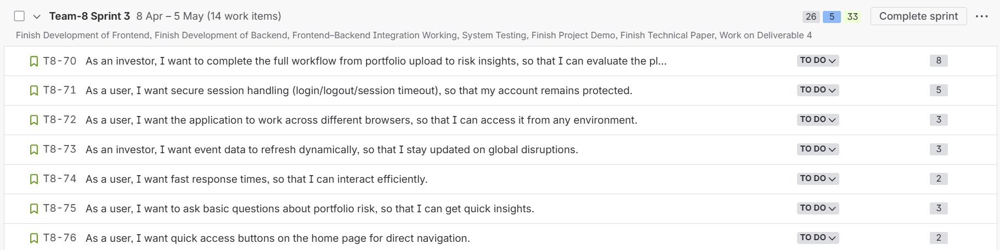 Team-8 Sprint 3 8 Apr – 5 May (14 work items) 26 5 33 Complete sprint
Finish Development of Frontend, Finish Development of Backend, Frontend–Backend Integration Working, System Testing, Finish Project Demo, Finish Technical Paper, Work on Deliverable 4
T8-70 As an investor, I want to complete the full workflow from portfolio upload to risk insights, so that I can evaluate the pl... TO DO 8
T8-71 As a user, I want secure session handling (login/logout/session timeout), so that my account remains protected. TO DO 5
T8-72 As a user, I want the application to work across different browsers, so that I can access it from any environment. TO DO 3
T8-73 As an investor, I want event data to refresh dynamically, so that I stay updated on global disruptions. TO DO 3
T8-74 As a user, I want fast response times, so that I can interact efficiently. TO DO 2
T8-75 As a user, I want to ask basic questions about portfolio risk, so that I can get quick insights. TO DO 3
T8-76 As a user, I want quick access buttons on the home page for direct navigation. TO DO 2